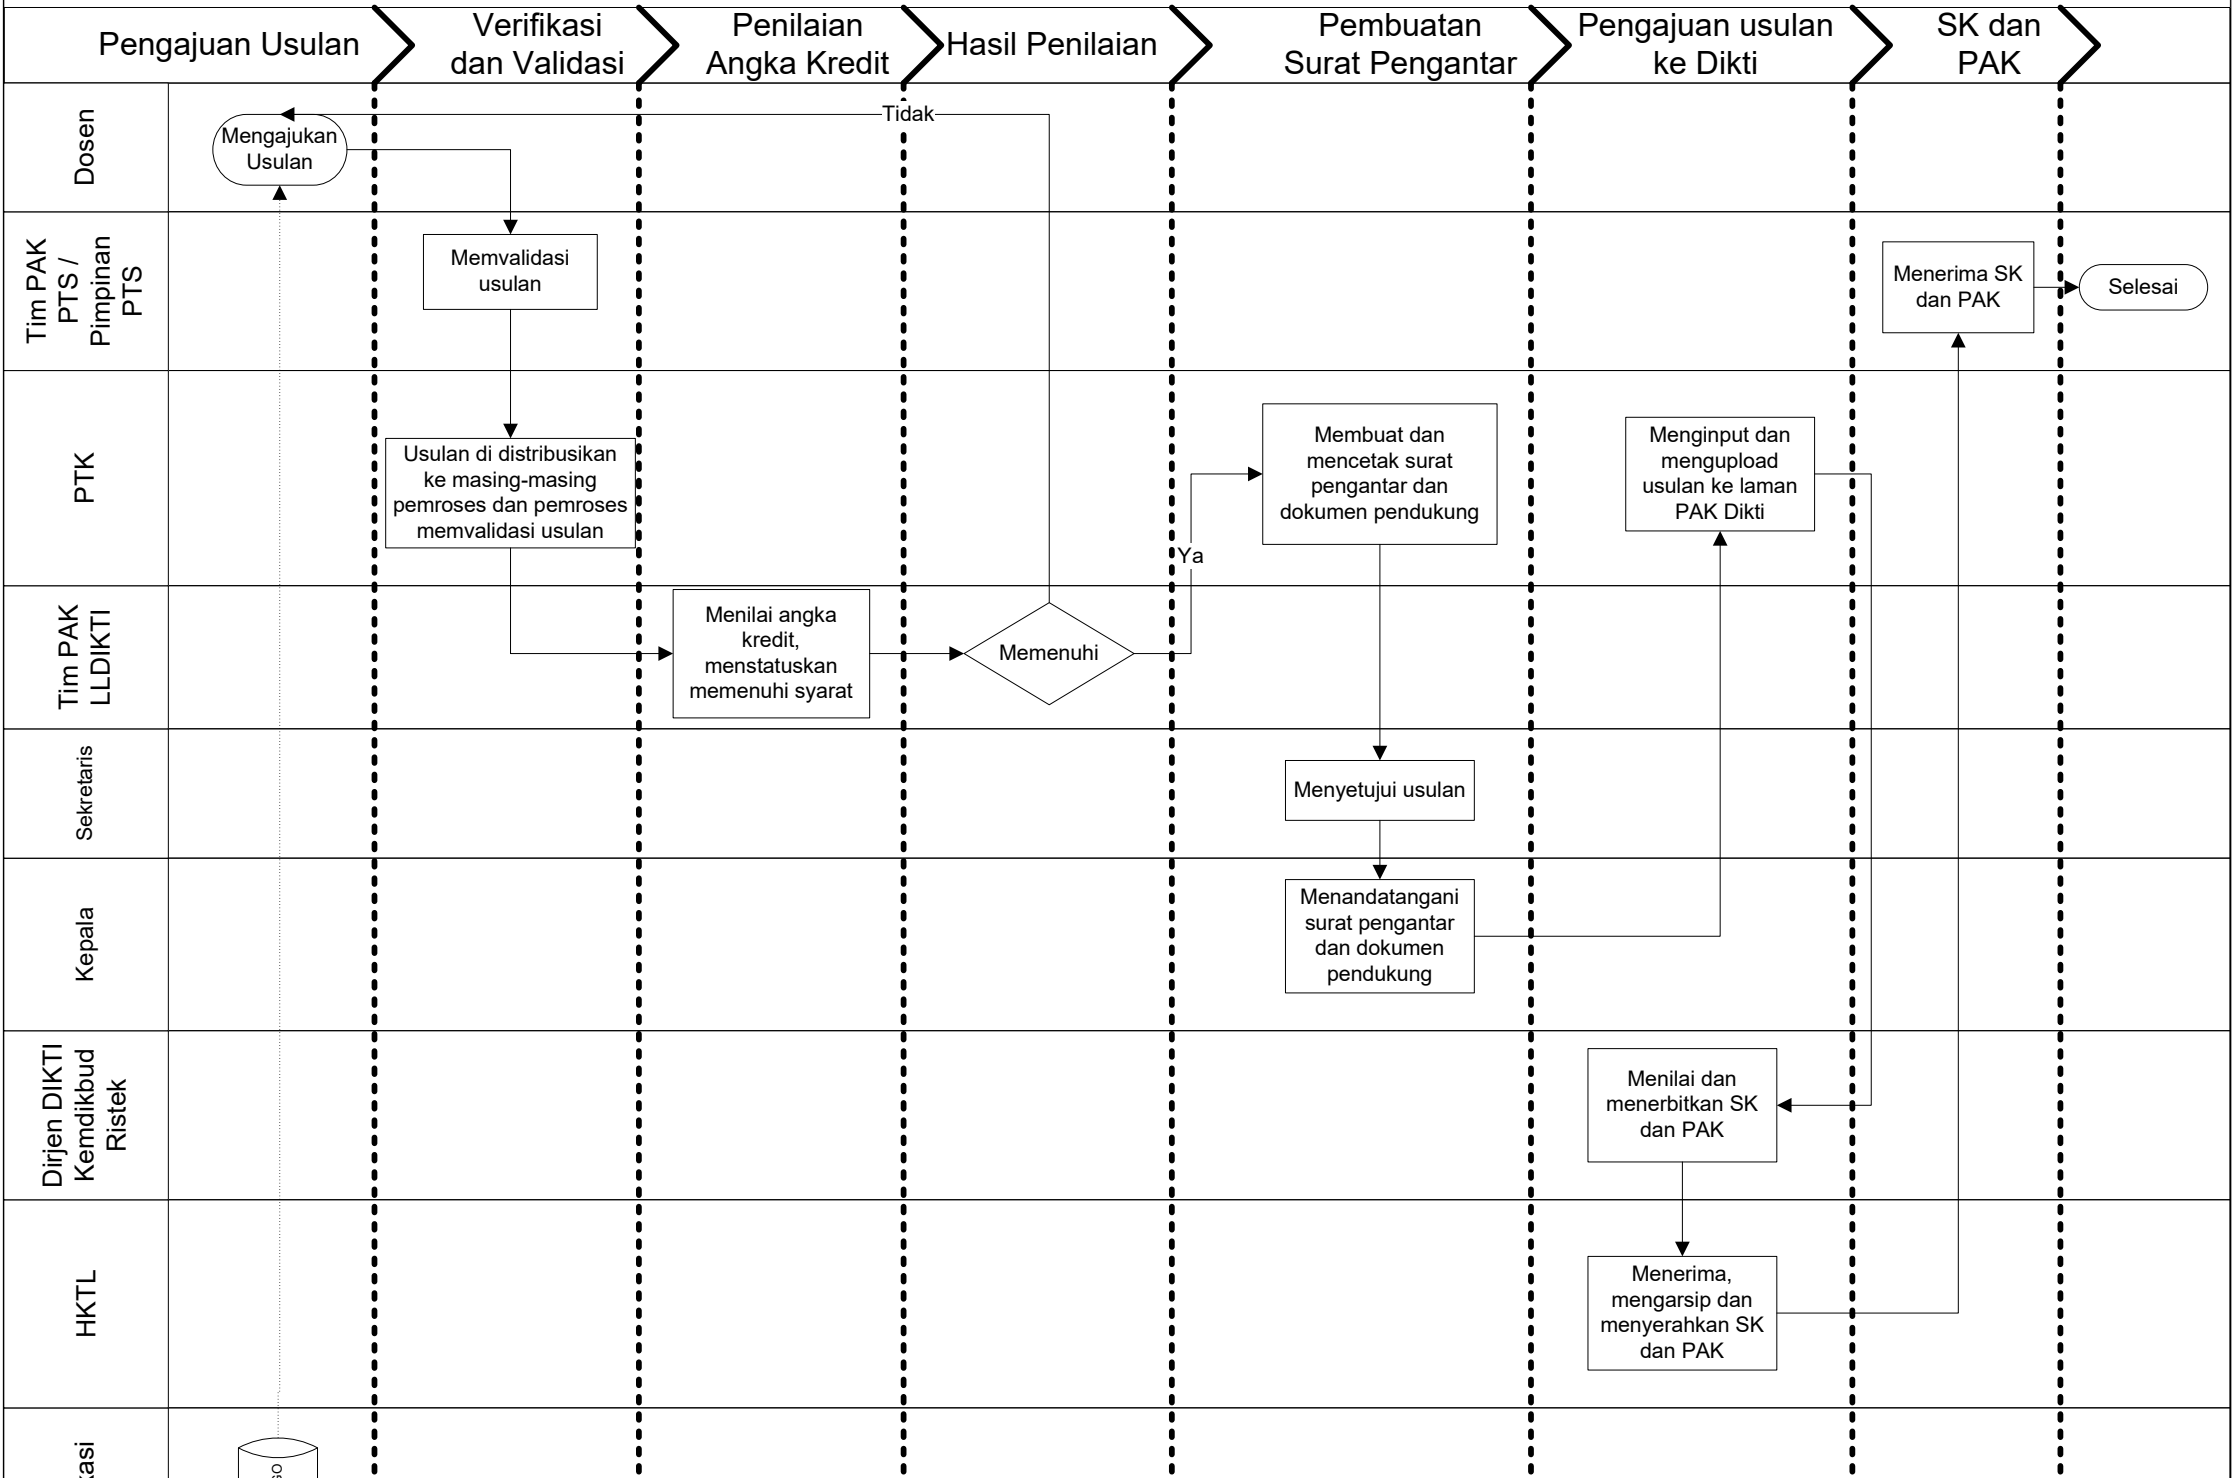 Pengajuan Usulan
Verifikasi
dan Validasi
Penilaian
Angka Kredit
Hasil Penilaian
Pembuatan
Surat Pengantar
Pengajuan usulan
ke Dikti
SK dan
PAK
Dosen
Mengajukan
Usulan
Tidak
Tim PAK
PTS /
Pimpinan
PTS
Memvalidasi
usulan
Menerima SK
dan PAK
Selesai
PTK
Usulan di distribusikan
ke masing-masing
pemroses dan pemroses
memvalidasi usulan
Ya
Membuat dan
mencetak surat
pengantar dan
dokumen pendukung
Menginput dan
mengupload
usulan ke laman
PAK Dikti
Tim PAK
LLDIKTI
Menilai angka
kredit,
menstatuskan
memenuhi syarat
Memenuhi
Sekretaris
Menyetujui usulan
Kepala
Menandatangani
surat pengantar
dan dokumen
pendukung
Dirjen DIKTI
Kemdikbud
Ristek
Menilai dan
menerbitkan SK
dan PAK
HKTL
Menerima,
mengarsip dan
menyerahkan SK
dan PAK